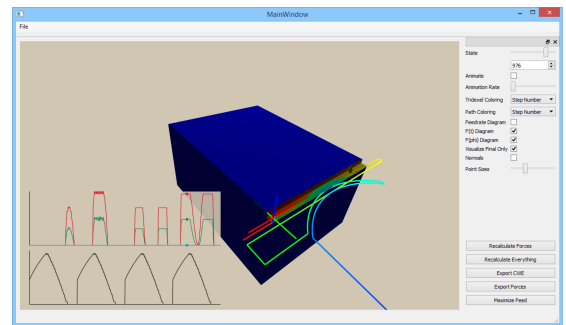 MainWindow
File
State
976
Animate
Animation Rate
Tridexel Coloring Step Number
Path Coloring Step Number
Feedrate Diagram
F(t) Diagram
F(phi) Diagram
Visualize Final Only
Normals
Point Sizes
Recalculate Forces
Recalculate Everything
Export CWE
Export Forces
Maximize Feed